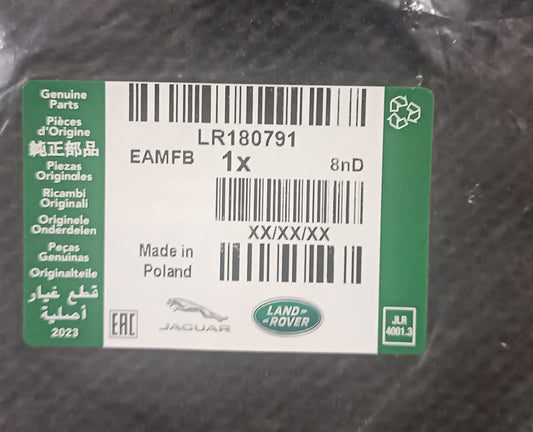 Genuine
Parts
Pièces
d'Origine
純正部品
Piezas
Originales
Ricambi
Originali
Originele
Onderdelen
Peças
Genuinas
Originalteile
قطع غيار
أصلية
2023
LR180791
EAMFB 1x 8nD
XX/XX/XX
Made in
Poland
EAC
JAGUAR
LAND-
-ROVER
JLR
4001.3